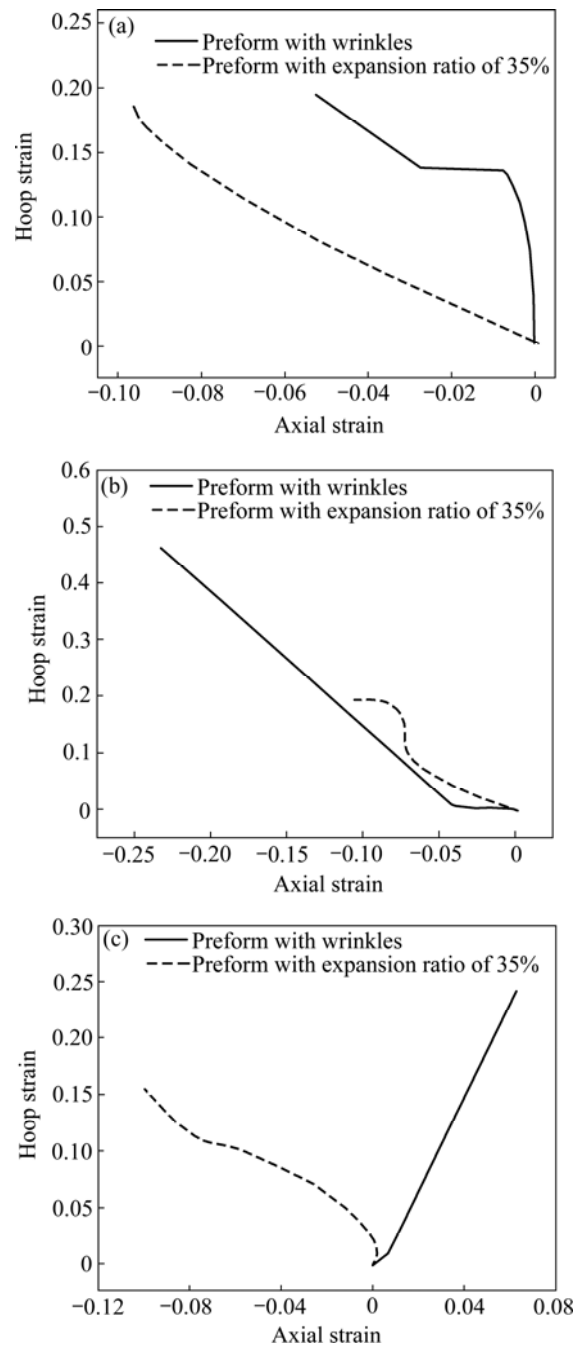 0.25
(a)
Preform with wrinkles
Preform with expansion ratio of 35%
0.20
0.15
0.10
0.05
0
Hoop strain
−0.10
−0.08
−0.06
−0.04
−0.02
0
Axial strain
0.6
(b)
Preform with wrinkles
Preform with expansion ratio of 35%
0.5
0.4
0.3
0.2
0.1
0
Hoop strain
−0.25
−0.20
−0.15
−0.10
−0.05
0
Axial strain
0.30
(c)
Preform with wrinkles
Preform with expansion ratio of 35%
0.25
0.20
0.15
0.10
0.05
0
Hoop strain
−0.12
−0.08
−0.04
0
0.04
0.08
Axial strain